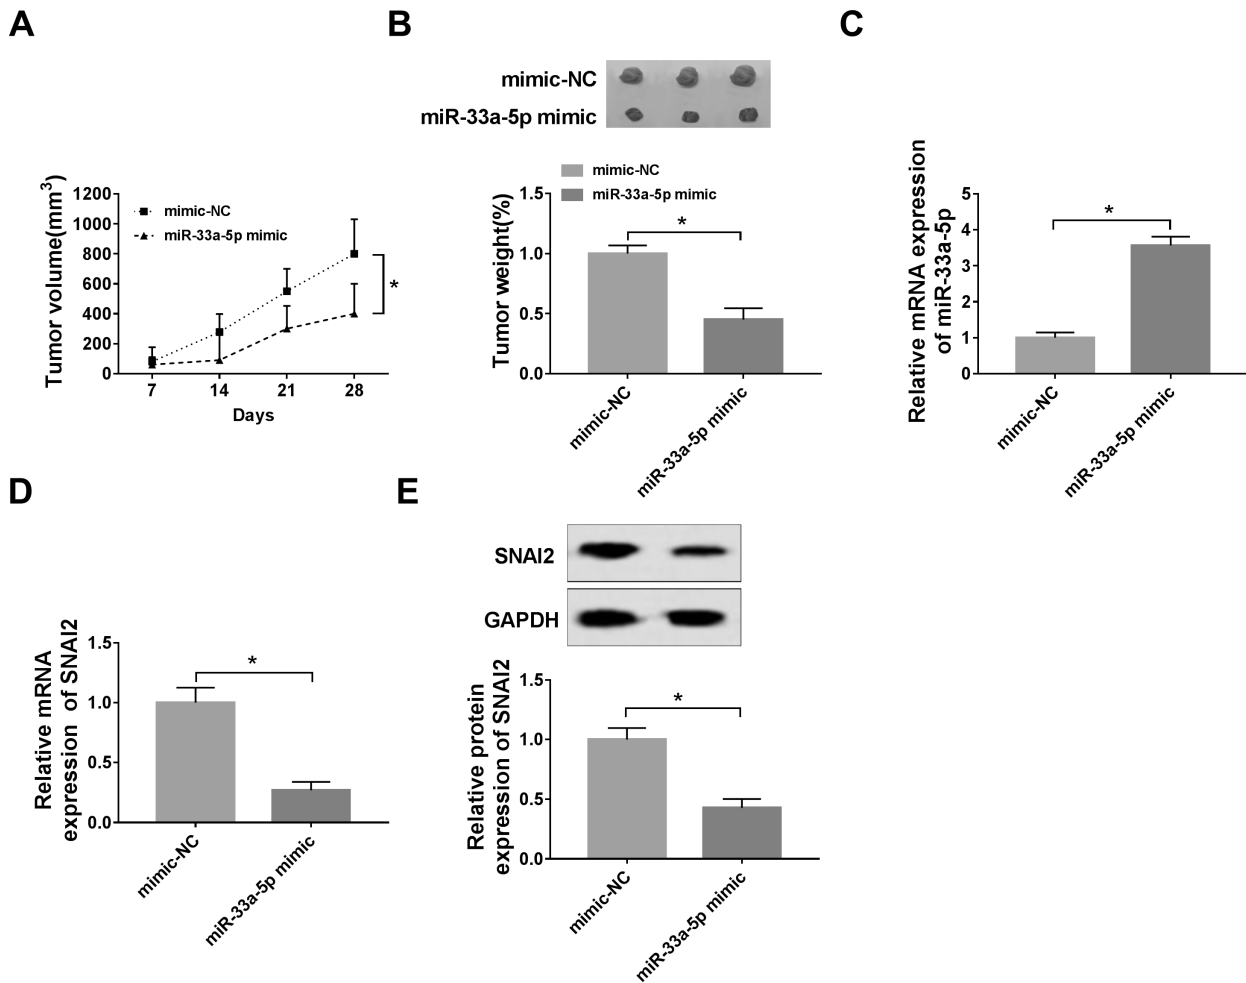 A
B
C
mimic-NC
miR-33a-5p mimic
Tumor volume(mm³)
1200
1000
800
600
400
200
0
mimic-NC
miR-33a-5p mimic
*
7 14 21 28
Days
mimic-NC
miR-33a-5p mimic
Tumor weight(%)
1.5
1.0
0.5
0.0
*
mimic-NC
miR-33a-5p mimic
Relative mRNA expression
of miR-33a-5p
5
4
3
2
1
0
*
mimic-NC
miR-33a-5p mimic
D
E
Relative mRNA
expression of SNAI2
1.5
1.0
0.5
0.0
*
mimic-NC
miR-33a-5p mimic
SNAI2
GAPDH
Relative protein
expression of SNAI2
1.5
1.0
0.5
0.0
*
mimic-NC
miR-33a-5p mimic